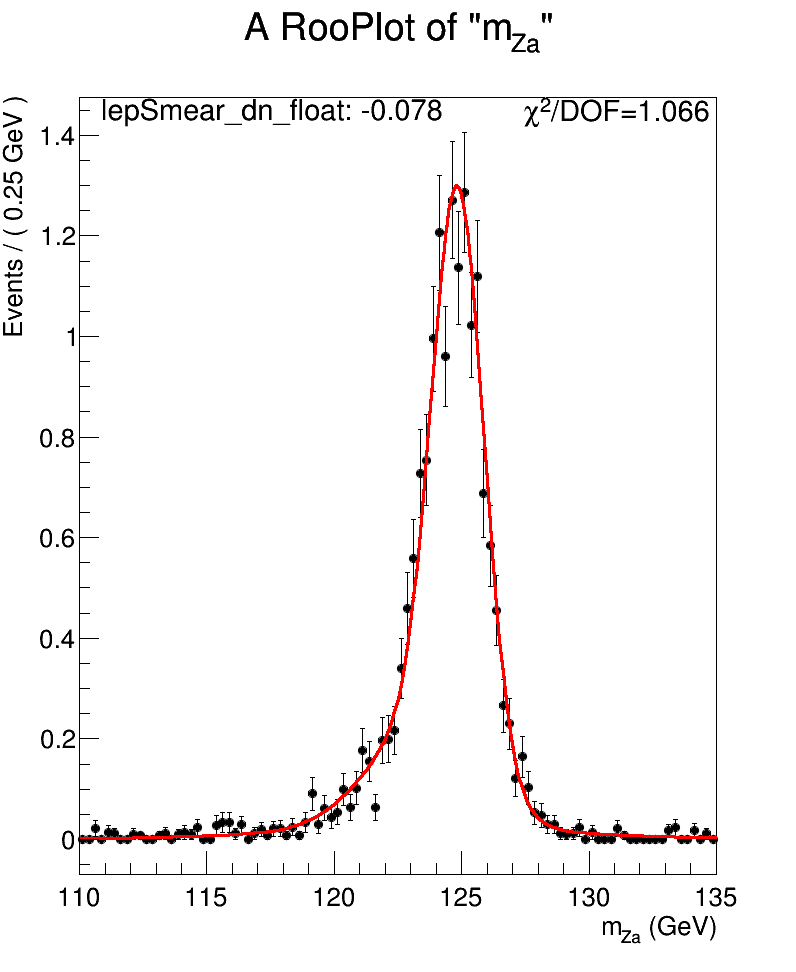 A RooPlot of "m_Za"
lepSmear_dn_float: -0.078
χ²/DOF=1.066
Events / ( 0.25 GeV )
1.4
1.2
1
0.8
0.6
0.4
0.2
0
110 115 120 125 130 135
m_Za (GeV)